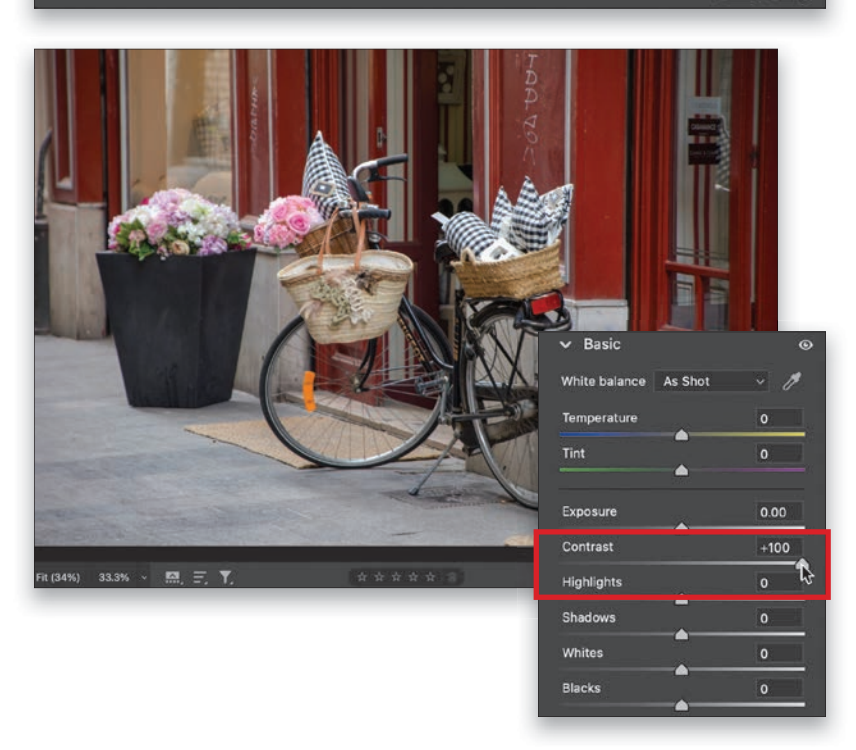 Basic
White balance As Shot
Temperature 0
Tint 0
Exposure 0.00
Contrast +100
Highlights 0
Shadows 0
Whites 0
Blacks 0
Fit (34%) 33.3%